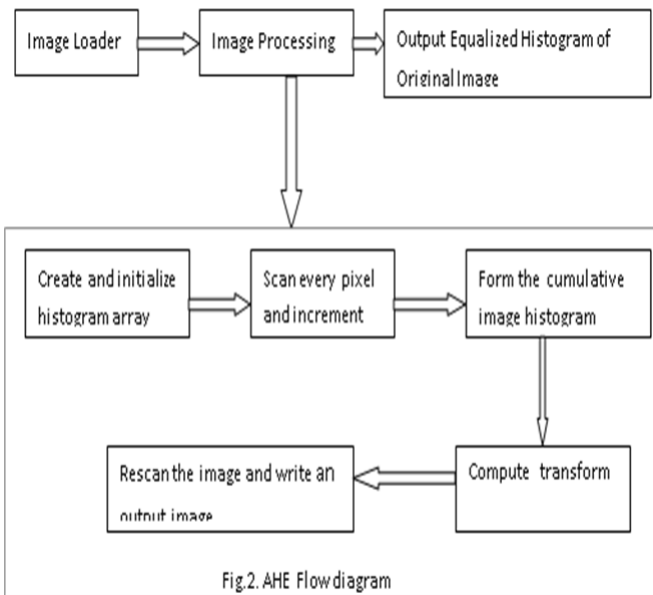 Image Loader
Image Processing
Output Equalized Histogram of
Original Image
Create and initialize
histogram array
Scan every pixel
and increment
Form the cumulative
image histogram
Compute transform
Rescan the image and write an
output image
Fig.2. AHE Flow diagram